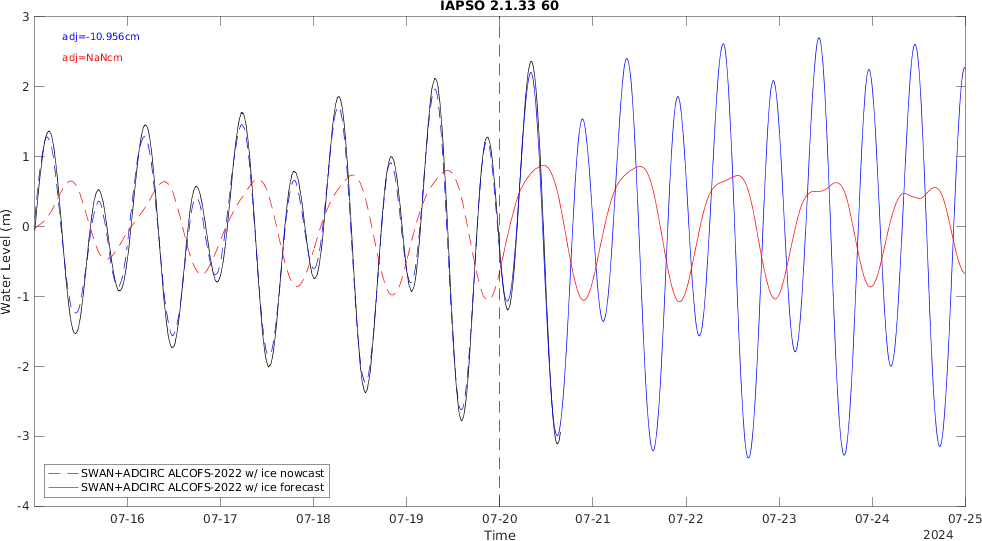 IAPSO 2.1.33 60
adj=-10.956cm
adj=NaNcm
Water Level (m)
3
2
1
0
-1
-2
-3
-4
SWAN+ADCIRC ALCOFS-2022 w/ ice nowcast
SWAN+ADCIRC ALCOFS-2022 w/ ice forecast
07-16 07-17 07-18 07-19 07-20 07-21 07-22 07-23 07-24 07-25
Time
2024